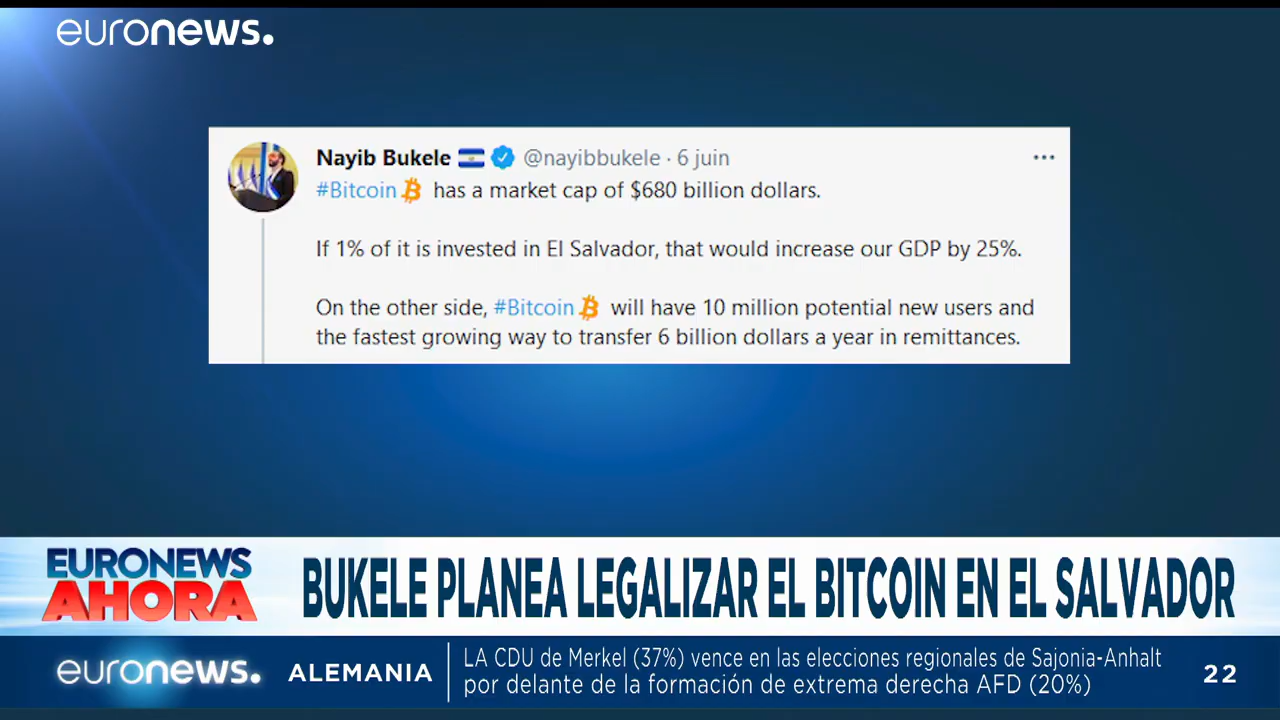 euronews.
Nayib Bukele @nayibbukele · 6 juin
#Bitcoin has a market cap of $680 billion dollars.
If 1% of it is invested in El Salvador, that would increase our GDP by 25%.
On the other side, #Bitcoin will have 10 million potential new users and
the fastest growing way to transfer 6 billion dollars a year in remittances.
EURONEWS
AHORA
BUKELE PLANEA LEGALIZAR EL BITCOIN EN EL SALVADOR
euronews.
ALEMANIA
LA CDU de Merkel (37%) vence en las elecciones regionales de Sajonia-Anhalt
por delante de la formación de extrema derecha AFD (20%)
22